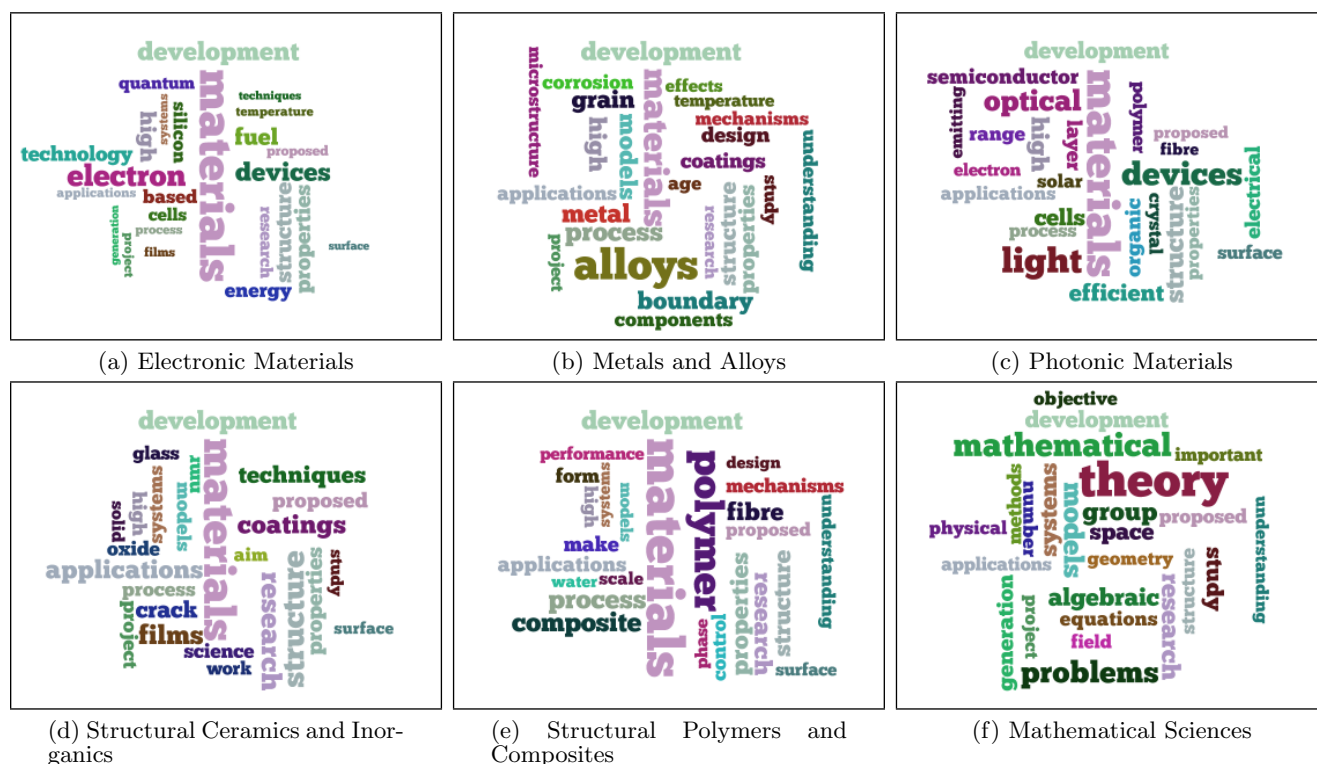 development
quantum
materials
techniques
temperature
systems
silicon
high
fuel
technology
proposed
electron
devices
applications
based
cells
structure
properties
research
generation
project
process
films
surface
energy
(a) Electronic Materials
development
microstructure
corrosion
materials
effects
grain
temperature
high
models
mechanisms
design
understanding
coatings
age
study
applications
metal
process
research
structure
properties
project
alloys
boundary
components
(b) Metals and Alloys
development
semiconductor
materials
emitting
optical
polymer
range
high
layer
proposed
fibre
electron
solar
devices
electrical
applications
cells
process
organic
crystal
structure
properties
light
surface
efficient
(c) Photonic Materials
development
glass
materials
num
techniques
systems
high
models
solid
proposed
coatings
oxide
aim
study
applications
process
research
structure
properties
project
crack
films
surface
science
work
(d) Structural Ceramics and Inor-
ganics
development
performance
materials
polymer
design
form
systems
high
models
mechanisms
fibre
understanding
proposed
make
applications
water
scale
properties
research
structure
process
composite
phase
control
surface
(e) Structural Polymers and
Composites
objective
development
mathematical
important
theory
methods
number
systems
models
group
proposed
understanding
physical
space
applications
geometry
study
structure
research
generation
project
algebraic
equations
field
problems
(f) Mathematical Sciences